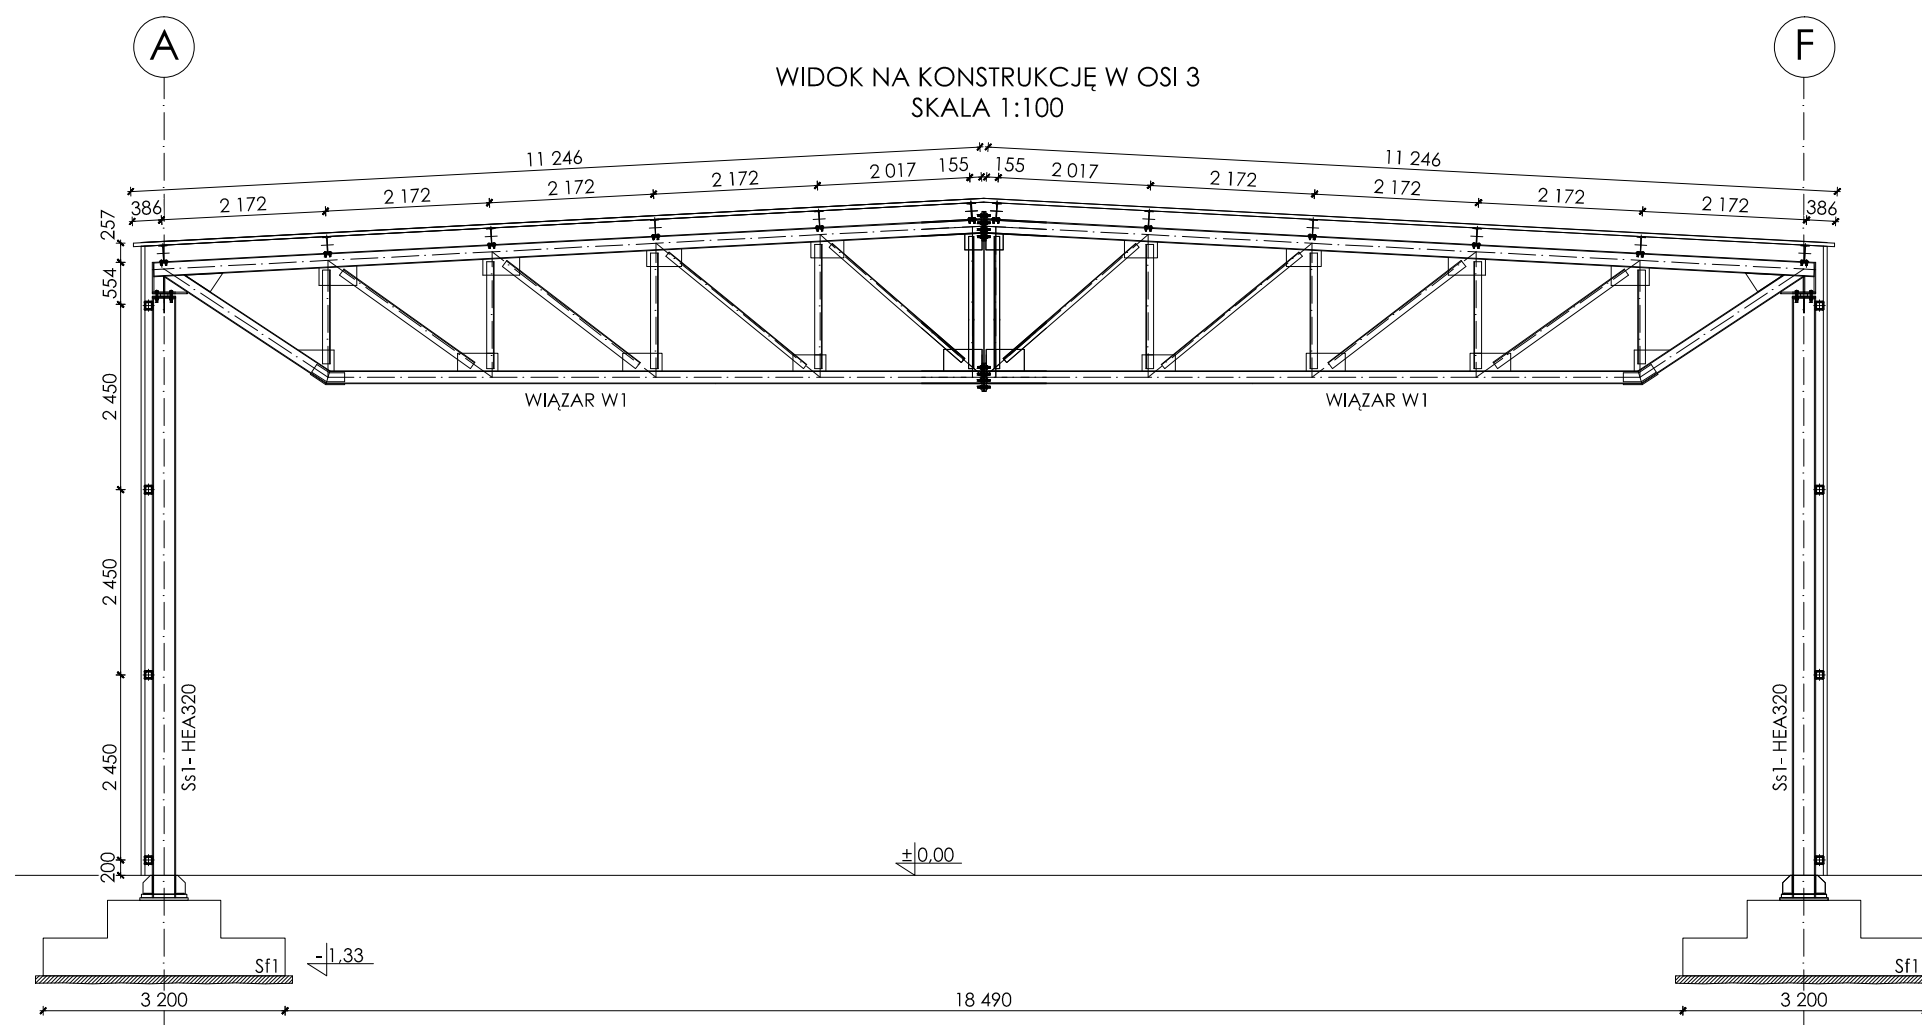 A
F
WIDOK NA KONSTRUKCJĘ W OSI 3
SKALA 1:100
11 246
11 246
386
2 172
2 172
2 172
2 172
2 017
155
155
2 017
2 172
2 172
2 172
2 172
386
257
554
2 450
2 450
2 450
200
WIĄZAR W1
WIĄZAR W1
Ss1- HEA320
Ss1- HEA320
±0,00
-1,33
Sf1
Sf1
3 200
18 490
3 200